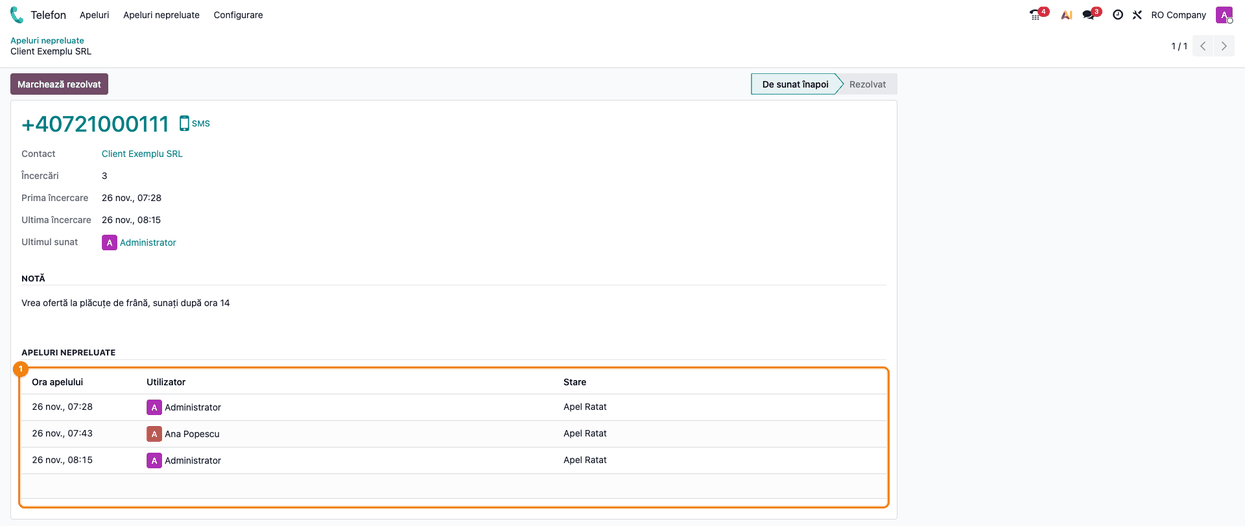 Telefon Apeluri Apeluri nepreluate Configurare 4 AI 3 RO Company A
Apeluri nepreluate
Client Exemplu SRL
1 / 1
Marchează rezolvat
De sunat înapoi Rezolvat
+40721000111 SMS
Contact Client Exemplu SRL
Încercări 3
Prima încercare 26 nov., 07:28
Ultima încercare 26 nov., 08:15
Ultimul sunat A Administrator
NOTĂ
Vrea ofertă la plăcuțe de frână, sunați după ora 14
APELURI NEPRELUATE
1
Ora apelului Utilizator Stare
26 nov., 07:28 A Administrator Apel Ratat
26 nov., 07:43 A Ana Popescu Apel Ratat
26 nov., 08:15 A Administrator Apel Ratat